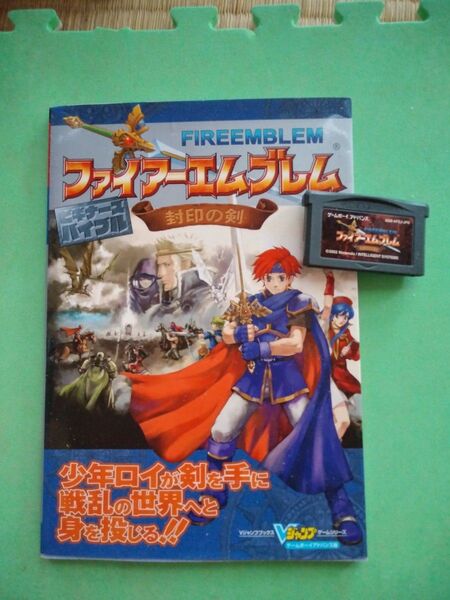 FIREEMBLEM
ファイアーエムブレム®
ビギナーズ
バイブル
封印の剣
少年ロイが剣を手に
戦乱の世界へと
身を投じる!!
Vジャンプブックス
Vジャンプ
ゲームシリーズ
ゲームボーイアドバンス版
ゲームボーイアドバンス
FIREEMBLEM
ファイアーエムブレム
©2002 Nintendo / INTELLIGENT SYSTEMS